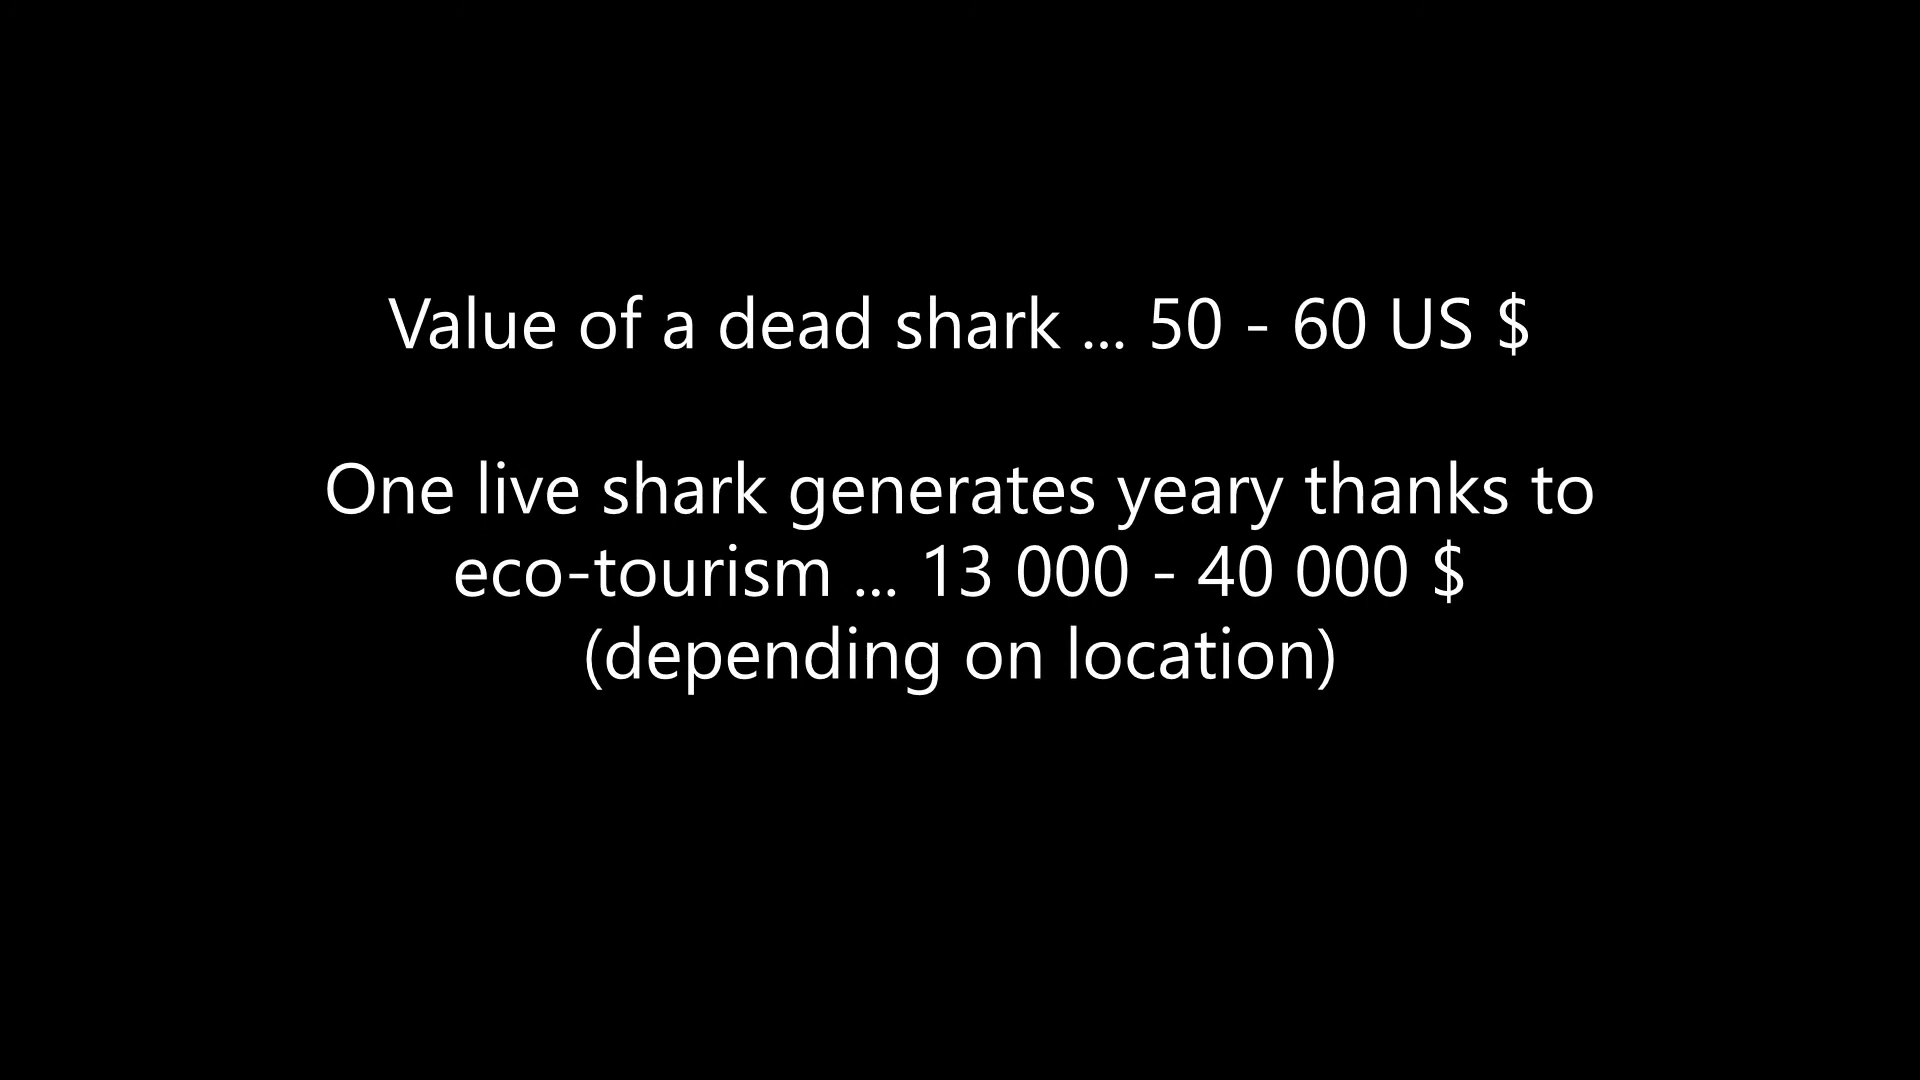 Value of a dead shark ... 50 - 60 US $
One live shark generates yeary thanks to
eco-tourism ... 13 000 - 40 000 $
(depending on location)